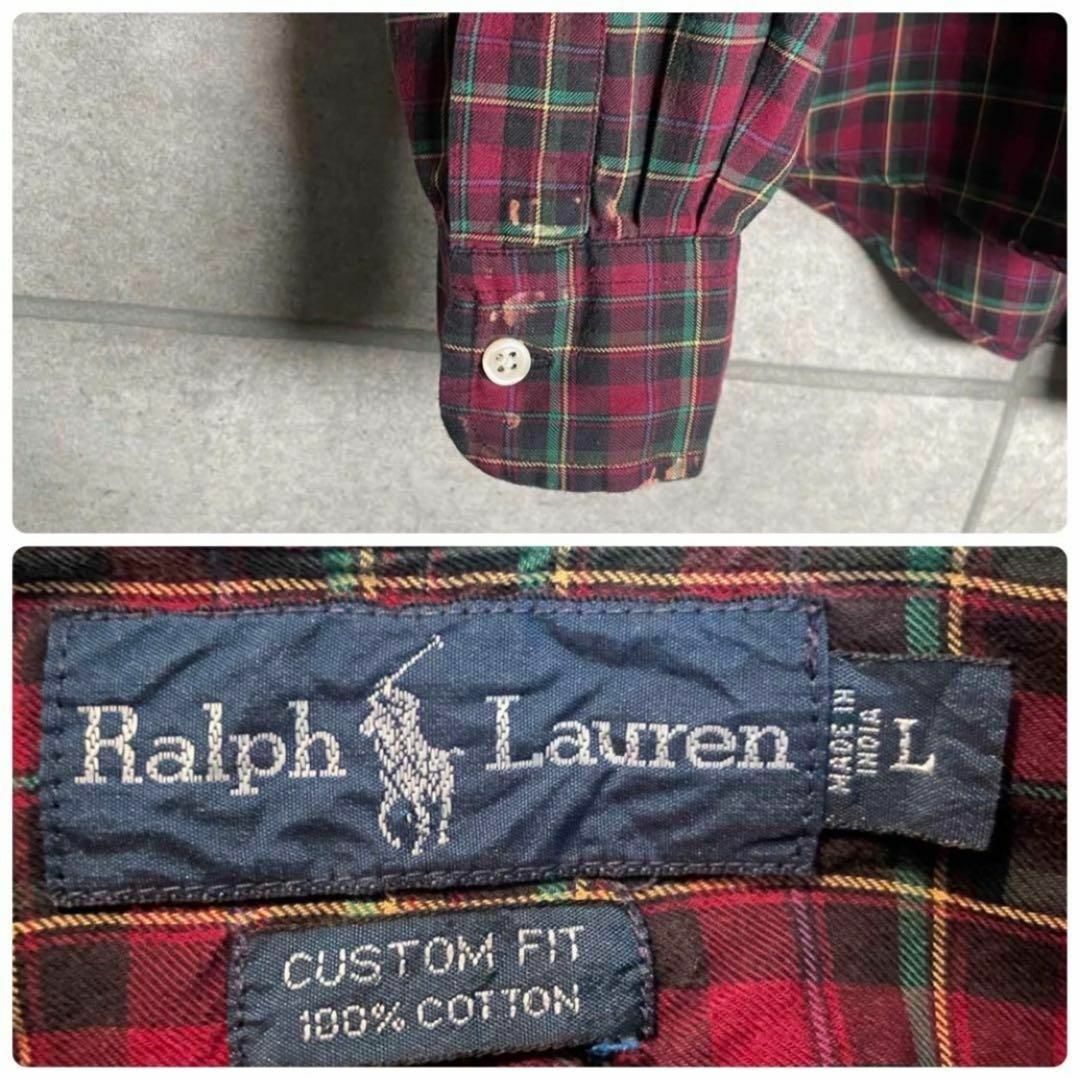 Ralph Lauren
MADE IN
INDIA
L
CUSTOM FIT
100% COTTON